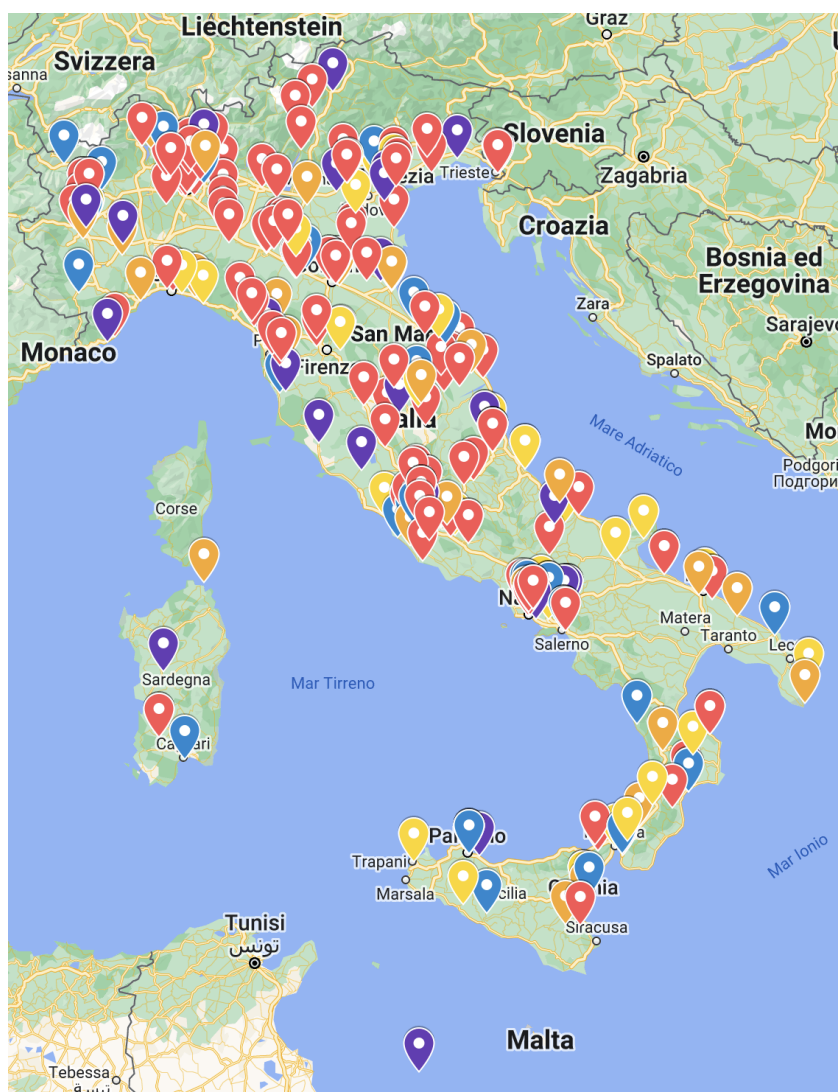 Liechtenstein
Graz
Svizzera
Slovenia
Zagabria
Trieste
Croazia
Bosnia ed
Erzegovina
Zara
Sarajevo
Monaco
San Ma
Firenz
Spalato
Mare Adriatico
Mo
Podgori
Подгори
Corse
Matera
Taranto
Lec
Salerno
Sardegna
Mar Tirreno
Mar Ionio
Trapani
Marsala
Siracusa
Tunisi
تونس
Malta
Tebessa